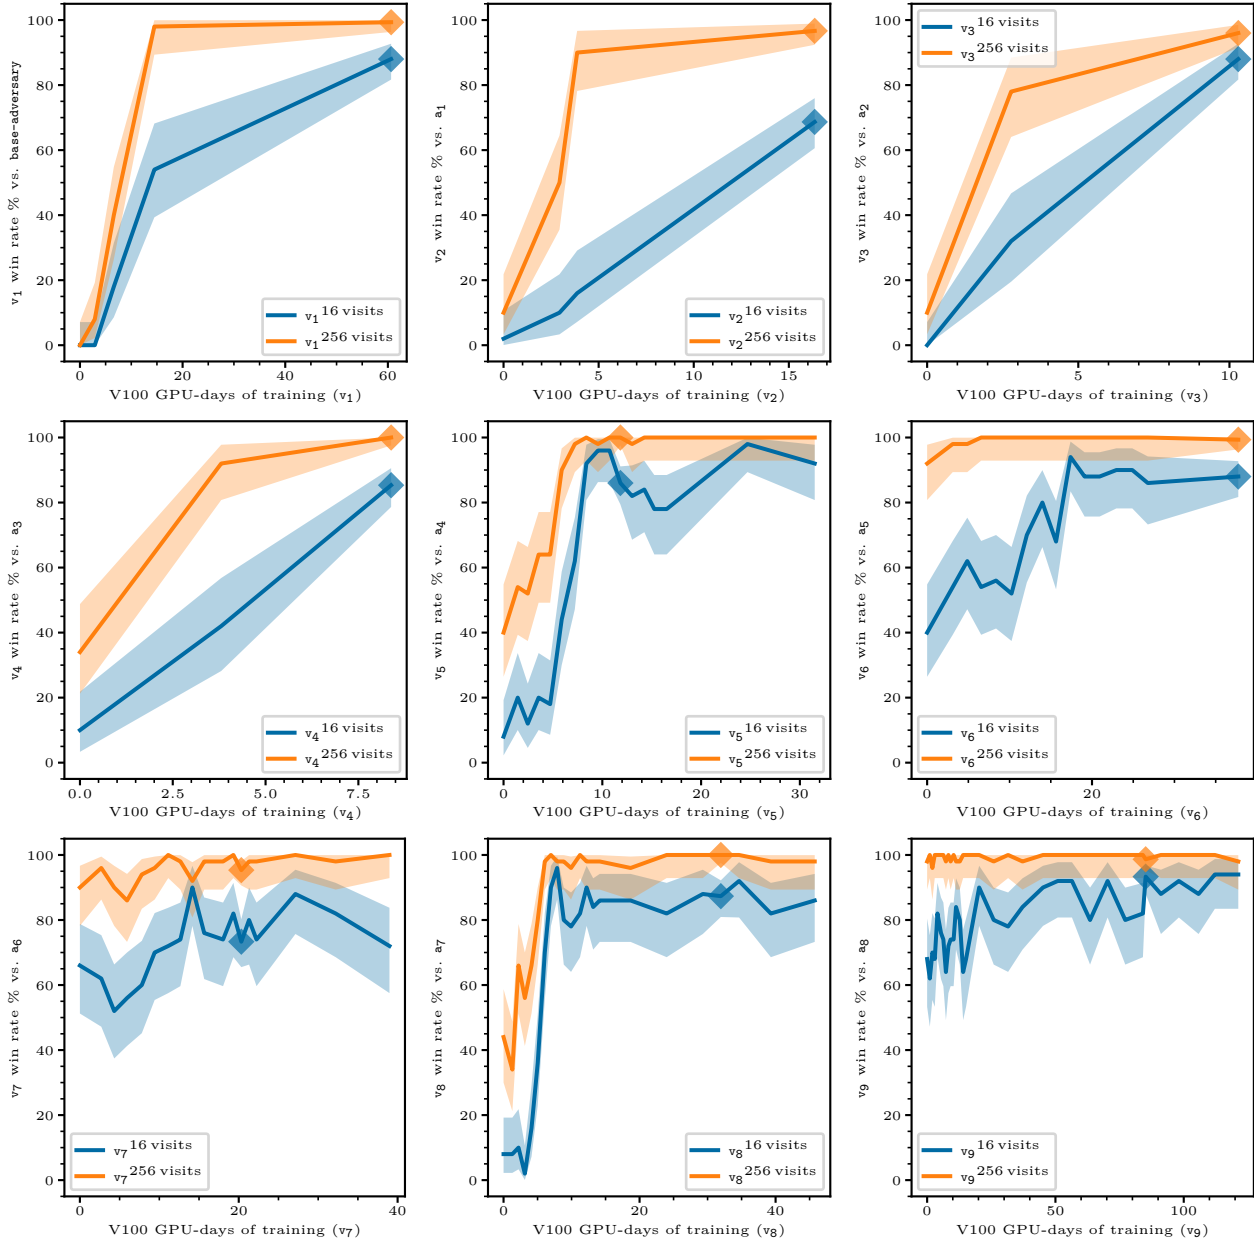 v1 win rate % vs. base-adversary
100
80
60
40
20
0
v1 16 visits
v1 256 visits
0 20 40 60
V100 GPU-days of training (v1)
v2 win rate % vs. a1
100
80
60
40
20
0
v2 16 visits
v2 256 visits
0 5 10 15
V100 GPU-days of training (v2)
v3 win rate % vs. a2
100
80
60
40
20
0
v3 16 visits
v3 256 visits
0 5 10
V100 GPU-days of training (v3)
v4 win rate % vs. a3
100
80
60
40
20
0
v4 16 visits
v4 256 visits
0.0 2.5 5.0 7.5
V100 GPU-days of training (v4)
v5 win rate % vs. a4
100
80
60
40
20
0
v5 16 visits
v5 256 visits
0 10 20 30
V100 GPU-days of training (v5)
v6 win rate % vs. a5
100
80
60
40
20
0
v6 16 visits
v6 256 visits
0 20
V100 GPU-days of training (v6)
v7 win rate % vs. a6
100
80
60
40
20
0
v7 16 visits
v7 256 visits
0 20 40
V100 GPU-days of training (v7)
v8 win rate % vs. a7
100
80
60
40
20
0
v8 16 visits
v8 256 visits
0 10 20 30 40
V100 GPU-days of training (v8)
v9 win rate % vs. a8
100
80
60
40
20
0
v9 16 visits
v9 256 visits
0 50 100
V100 GPU-days of training (v9)